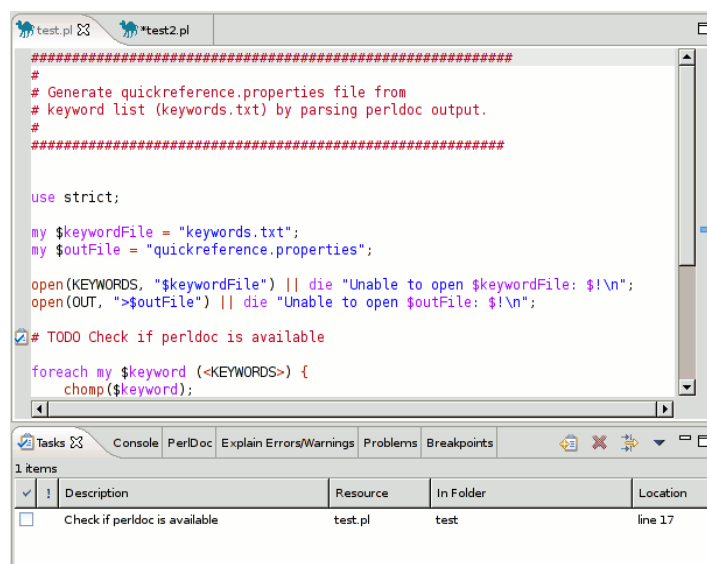 test.pl *test2.pl
###########################################################
#
# Generate quickreference.properties file from
# keyword list (keywords.txt) by parsing perldoc output.
#
##########################################################
use strict;
my $keywordFile = "keywords.txt";
my $outFile = "quickreference.properties";
open(KEYWORDS, "$keywordFile") || die "Unable to open $keywordFile: $!\n";
open(OUT, ">$outFile") || die "Unable to open $outFile: $!\n";
# TODO Check if perldoc is available
foreach my $keyword (<KEYWORDS>) {
    chomp($keyword);
Tasks Console PerlDoc Explain Errors/Warnings Problems Breakpoints
1 items
! Description Resource In Folder Location
Check if perldoc is available test.pl test line 17